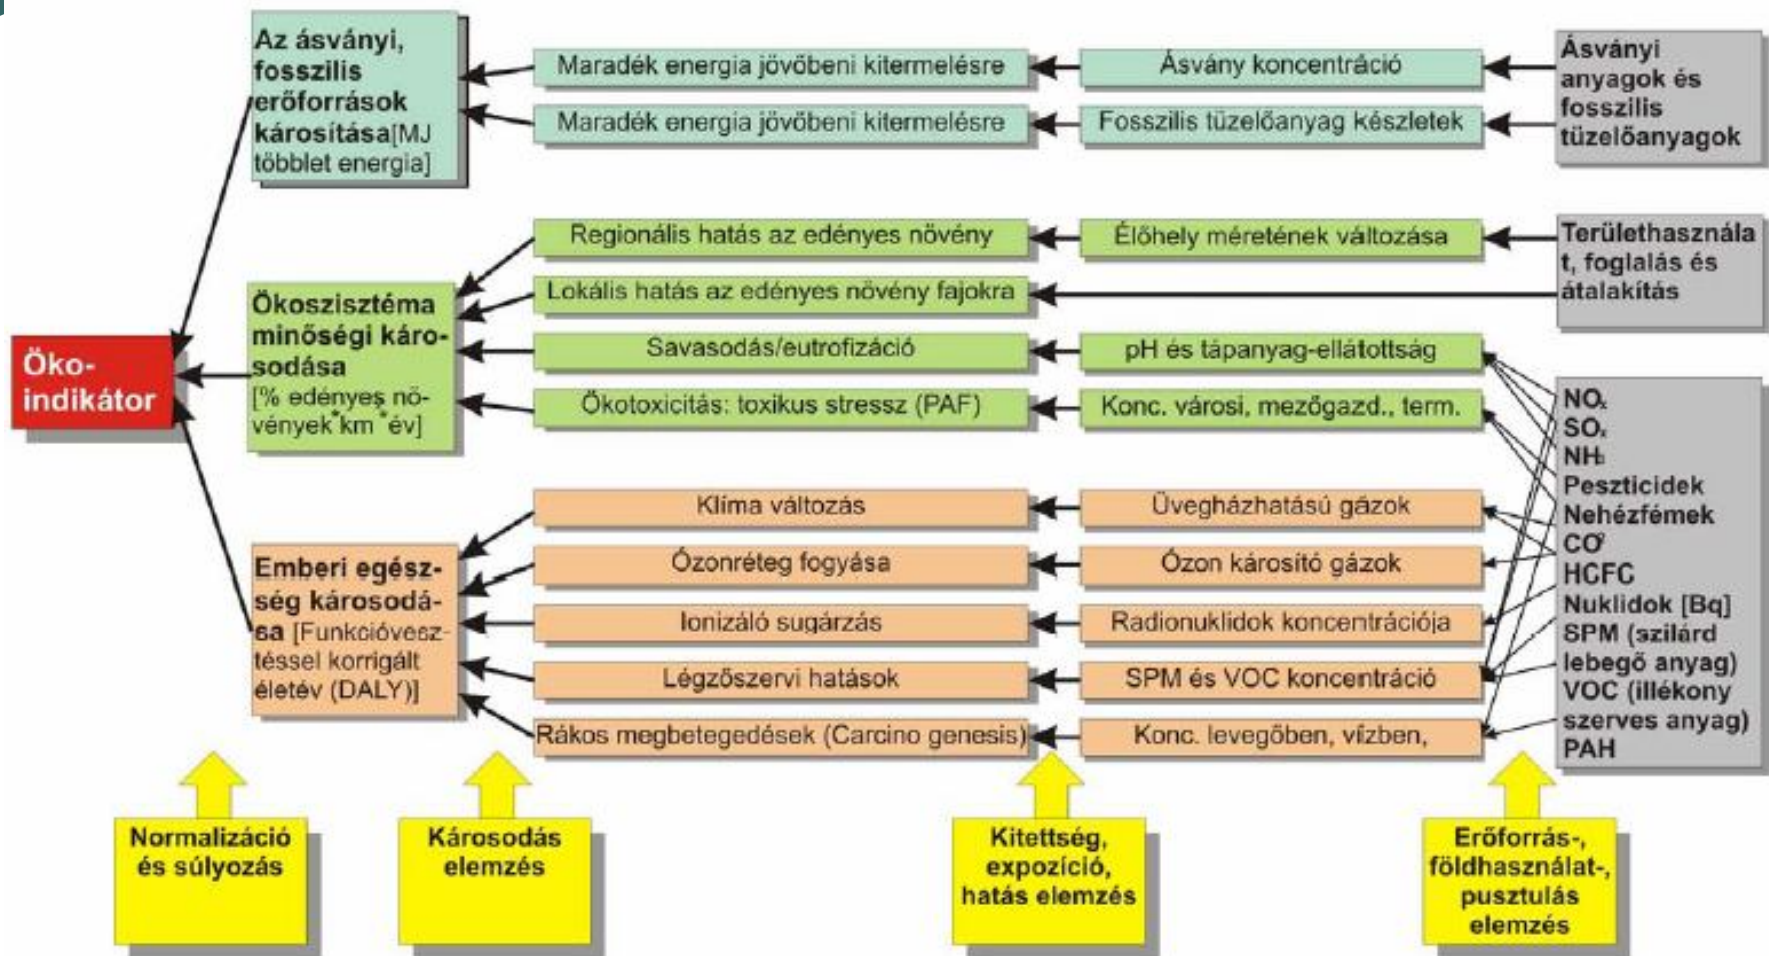 Öko-
indikátor
Az ásványi,
fosszilis
erőforrások
károsítása[MJ
többlet energia]
Maradék energia jövőbeni kitermelésre
Ásvány koncentráció
Maradék energia jövőbeni kitermelésre
Fosszilis tüzelőanyag készletek
Ásványi
anyagok és
fosszilis
tüzelőanyagok
Ökoszisztéma
minőségi káro-
sodása
[% edényes nö-
vények*km *év]
Regionális hatás az edényes növény
Élőhely méretének változása
Lokális hatás az edényes növény fajokra
Savasodás/eutrofizáció
pH és tápanyag-ellátottság
Ökotoxicitás: toxikus stressz (PAF)
Konc. városi, mezőgazd., term.
Területhasznála
t, foglalás és
átalakítás
Emberi egész-
ség károsodá-
sa [Funkcióvesz-
téssel korrigált
életév (DALY)]
Klíma változás
Üvegházhatású gázok
Ózonréteg fogyása
Ózon károsító gázok
Ionizáló sugárzás
Radionuklidok koncentrációja
Légzőszervi hatások
SPM és VOC koncentráció
Rákos megbetegedések (Carcino genesis)
Konc. levegőben, vízben,
NOₓ
SOₓ
NH₃
Peszticidek
Nehézfémek
CO²
HCFC
Nuklidok [Bq]
SPM (szilárd
lebegő anyag)
VOC (illékony
szerves anyag)
PAH
Normalizáció
és súlyozás
Károsodás
elemzés
Kitettség,
expozíció,
hatás elemzés
Erőforrás-,
földhasználat-,
pusztulás
elemzés